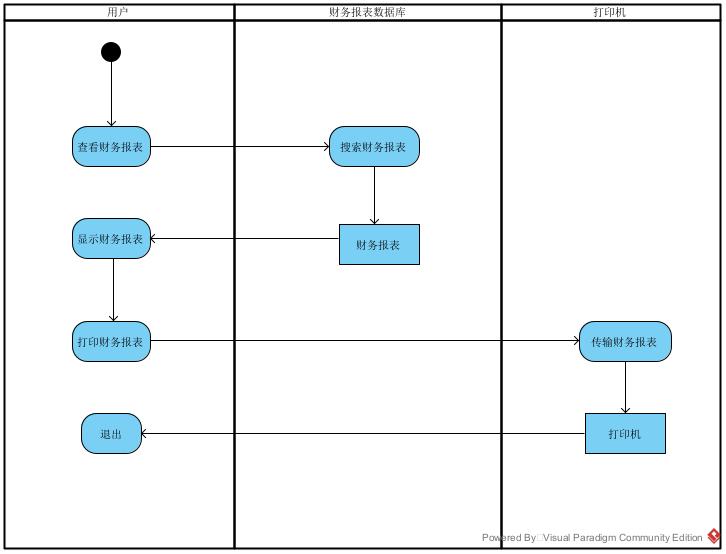 用户
财务报表数据库
打印机
查看财务报表
搜索财务报表
显示财务报表
财务报表
打印财务报表
传输财务报表
退出
打印机
Powered By□Visual Paradigm Community Edition